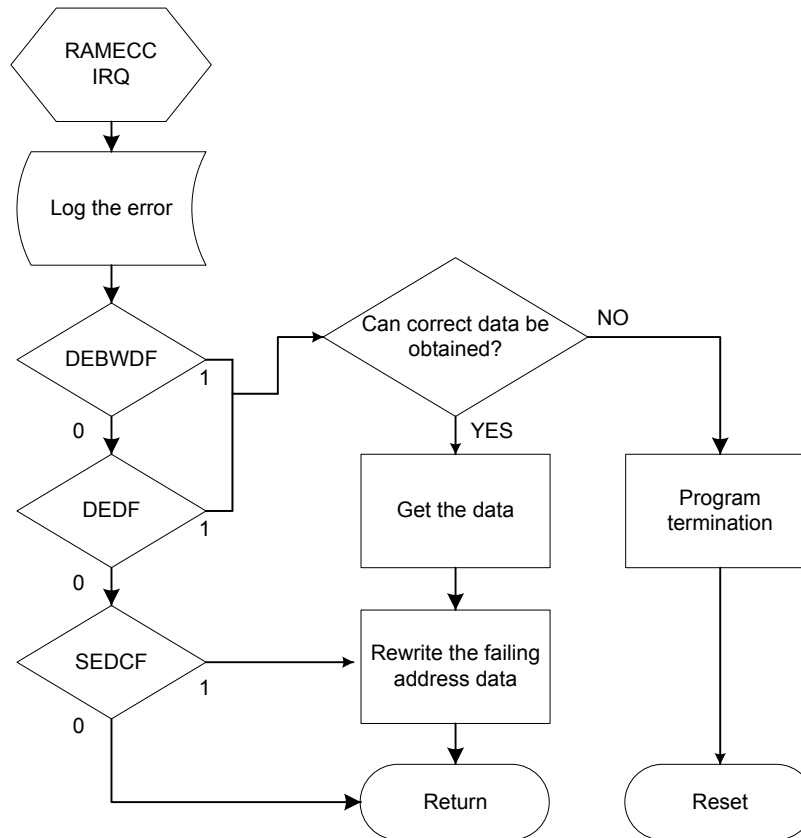 RAMECC
IRQ
Log the error
Can correct data be
obtained?
NO
DEBWDF
1
0
YES
DEDF
1
0
Get the data
Program
termination
SEDCF
1
0
Rewrite the failing
address data
Return
Reset